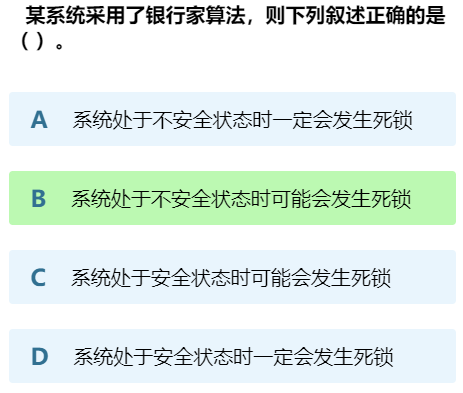 某系统采用了银行家算法，则下列叙述正确的是
( ) 。
A 系统处于不安全状态时一定会发生死锁
B 系统处于不安全状态时可能会发生死锁
C 系统处于安全状态时可能会发生死锁
D 系统处于安全状态时一定会发生死锁